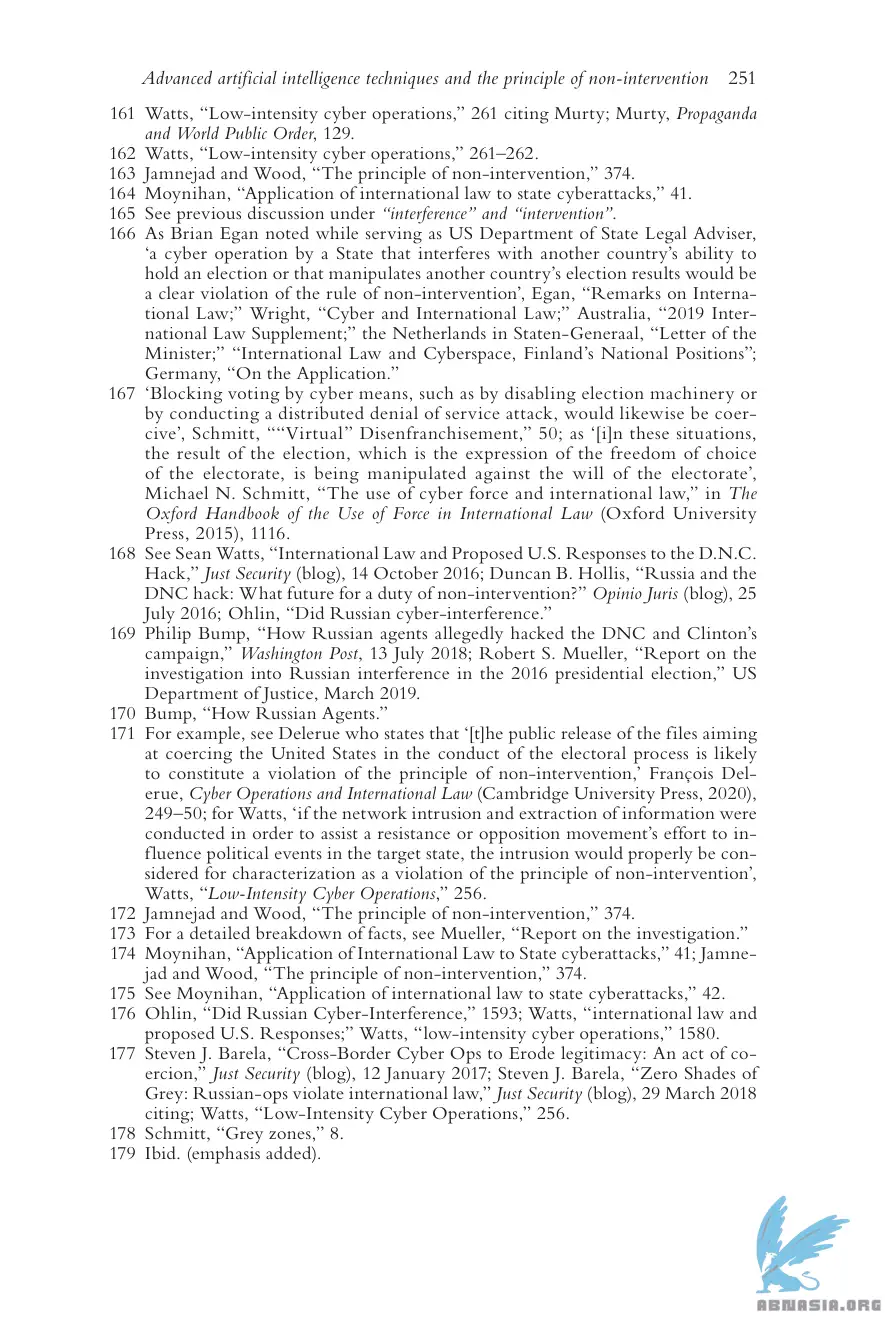 Advanced artificial intelligence techniques and the principle of non-intervention 251
161 Watts, “Low-intensity cyber operations,” 261 citing Murty; Murty, Propaganda
and World Public Order, 129.
162 Watts, “Low-intensity cyber operations,” 261–262.
163 Jamnejad and Wood, “The principle of non-intervention,” 374.
164 Moynihan, “Application of international law to state cyberattacks,” 41.
165 See previous discussion under “interference” and “intervention”.
166 As Brian Egan noted while serving as US Department of State Legal Adviser,
‘a cyber operation by a State that interferes with another country’s ability to
hold an election or that manipulates another country’s election results would be
a clear violation of the rule of non-intervention’, Egan, “Remarks on Interna-
tional Law;” Wright, “Cyber and International Law;” Australia, “2019 Inter-
national Law Supplement;” the Netherlands in Staten-Generaal, “Letter of the
Minister;” “International Law and Cyberspace, Finland’s National Positions”;
Germany, “On the Application.”
167 ‘Blocking voting by cyber means, such as by disabling election machinery or
by conducting a distributed denial of service attack, would likewise be coer-
cive’, Schmitt, ““Virtual” Disenfranchisement,” 50; as ‘[i]n these situations,
the result of the election, which is the expression of the freedom of choice
of the electorate, is being manipulated against the will of the electorate’,
Michael N. Schmitt, “The use of cyber force and international law,” in The
Oxford Handbook of the Use of Force in International Law (Oxford University
Press, 2015), 1116.
168 See Sean Watts, “International Law and Proposed U.S. Responses to the D.N.C.
Hack,” Just Security (blog), 14 October 2016; Duncan B. Hollis, “Russia and the
DNC hack: What future for a duty of non-intervention?” Opinio Juris (blog), 25
July 2016; Ohlin, “Did Russian cyber-interference.”
169 Philip Bump, “How Russian agents allegedly hacked the DNC and Clinton’s
campaign,” Washington Post, 13 July 2018; Robert S. Mueller, “Report on the
investigation into Russian interference in the 2016 presidential election,” US
Department of Justice, March 2019.
170 Bump, “How Russian Agents.”
171 For example, see Delerue who states that ‘[t]he public release of the files aiming
at coercing the United States in the conduct of the electoral process is likely
to constitute a violation of the principle of non-intervention,’ François Del-
erue, Cyber Operations and International Law (Cambridge University Press, 2020),
249–50; for Watts, ‘if the network intrusion and extraction of information were
conducted in order to assist a resistance or opposition movement’s effort to in-
fluence political events in the target state, the intrusion would properly be con-
sidered for characterization as a violation of the principle of non-intervention’,
Watts, “Low-Intensity Cyber Operations,” 256.
172 Jamnejad and Wood, “The principle of non-intervention,” 374.
173 For a detailed breakdown of facts, see Mueller, “Report on the investigation.”
174 Moynihan, “Application of International Law to State cyberattacks,” 41; Jamne-
jad and Wood, “The principle of non-intervention,” 374.
175 See Moynihan, “Application of international law to state cyberattacks,” 42.
176 Ohlin, “Did Russian Cyber-Interference,” 1593; Watts, “international law and
proposed U.S. Responses;” Watts, “low-intensity cyber operations,” 1580.
177 Steven J. Barela, “Cross-Border Cyber Ops to Erode legitimacy: An act of co-
ercion,” Just Security (blog), 12 January 2017; Steven J. Barela, “Zero Shades of
Grey: Russian-ops violate international law,” Just Security (blog), 29 March 2018
citing; Watts, “Low-Intensity Cyber Operations,” 256.
178 Schmitt, “Grey zones,” 8.
179 Ibid. (emphasis added).
ABNASIA.ORG